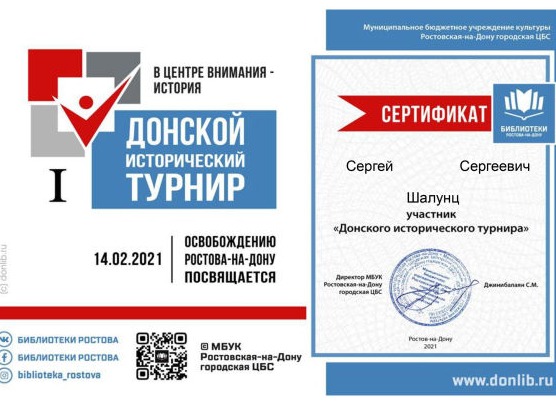 В ЦЕНТРЕ ВНИМАНИЯ -
ИСТОРИЯ
I
ДОНСКОЙ
ИСТОРИЧЕСКИЙ
ТУРНИР
14.02.2021
ОСВОБОЖДЕНИЮ
РОСТОВА-НА-ДОНУ
ПОСВЯЩАЕТСЯ
(c) donlib.ru
БИБЛИОТЕКИ РОСТОВА
БИБЛИОТЕКИ РОСТОВА
biblioteka_rostova
© МБУК
Ростовская-на-Дону
городская ЦБС
Муниципальное бюджетное учреждение культуры
Ростовская-на-Дону городская ЦБС
СЕРТИФИКАТ
БИБЛИОТЕКИ
РОСТОВА-НА-ДОНУ
Сергей Сергеевич
Шалунц
участник
«Донского исторического турнира»
Директор МБУК
Ростовская-на-Дону
городская ЦБС
Джинибалаян С.М.
Ростов-на-Дону
2021
www.donlib.ru